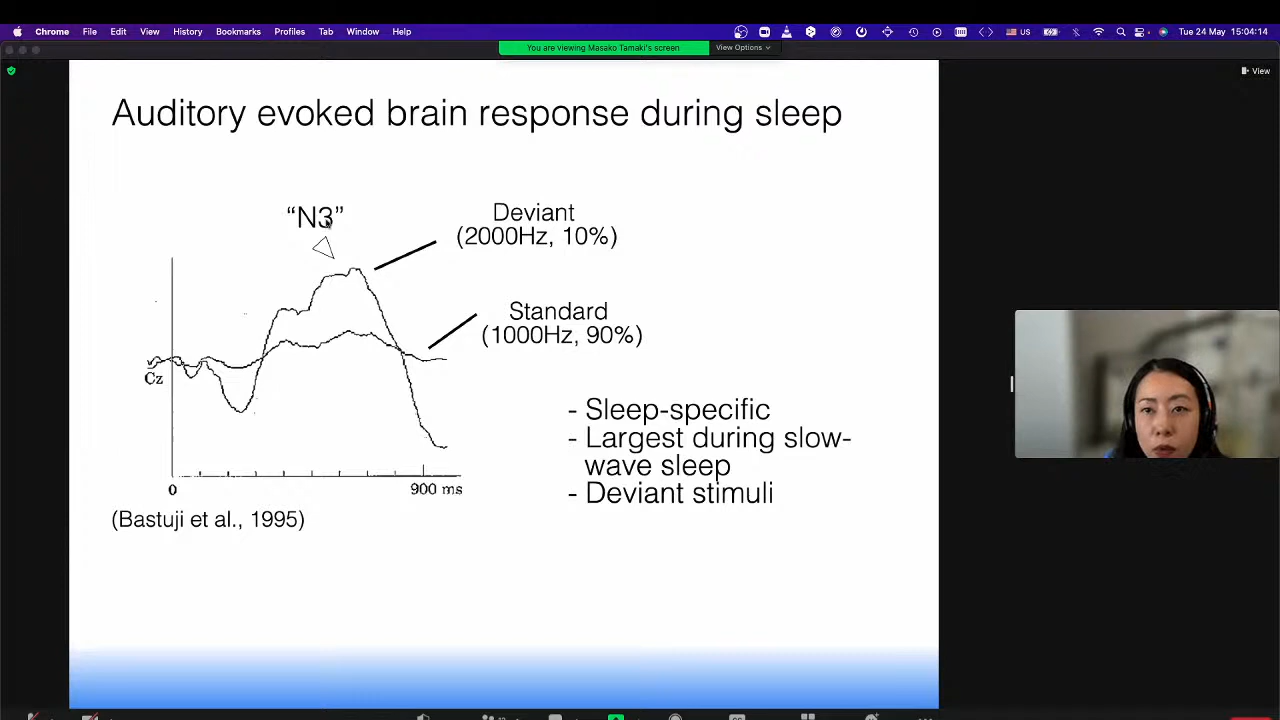 Chrome File Edit View History Bookmarks Profiles Tab Window Help US Tue 24 May 15:04:14
You are viewing Masako Tamaki's screen View Options
View
Auditory evoked brain response during sleep
“N3”
Deviant
(2000Hz, 10%)
Standard
(1000Hz, 90%)
Cz
- Sleep-specific
- Largest during slow-
wave sleep
- Deviant stimuli
0 900 ms
(Bastuji et al., 1995)